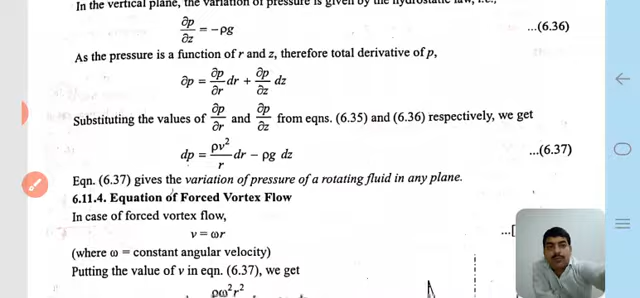 In the vertical plane, the variation of pressure is given by the hydrostatic law, i.e.,
∂p/∂z = −ρg ...(6.36)
As the pressure is a function of r and z, therefore total derivative of p,
∂p = ∂p/∂r dr + ∂p/∂z dz
Substituting the values of ∂p/∂r and ∂p/∂z from eqns. (6.35) and (6.36) respectively, we get
dp = ρv²/r dr − ρg dz ...(6.37)
Eqn. (6.37) gives the variation of pressure of a rotating fluid in any plane.
6.11.4. Equation of Forced Vortex Flow
In case of forced vortex flow,
v = ωr ...[
(where ω = constant angular velocity)
Putting the value of v in eqn. (6.37), we get
ρω²r²